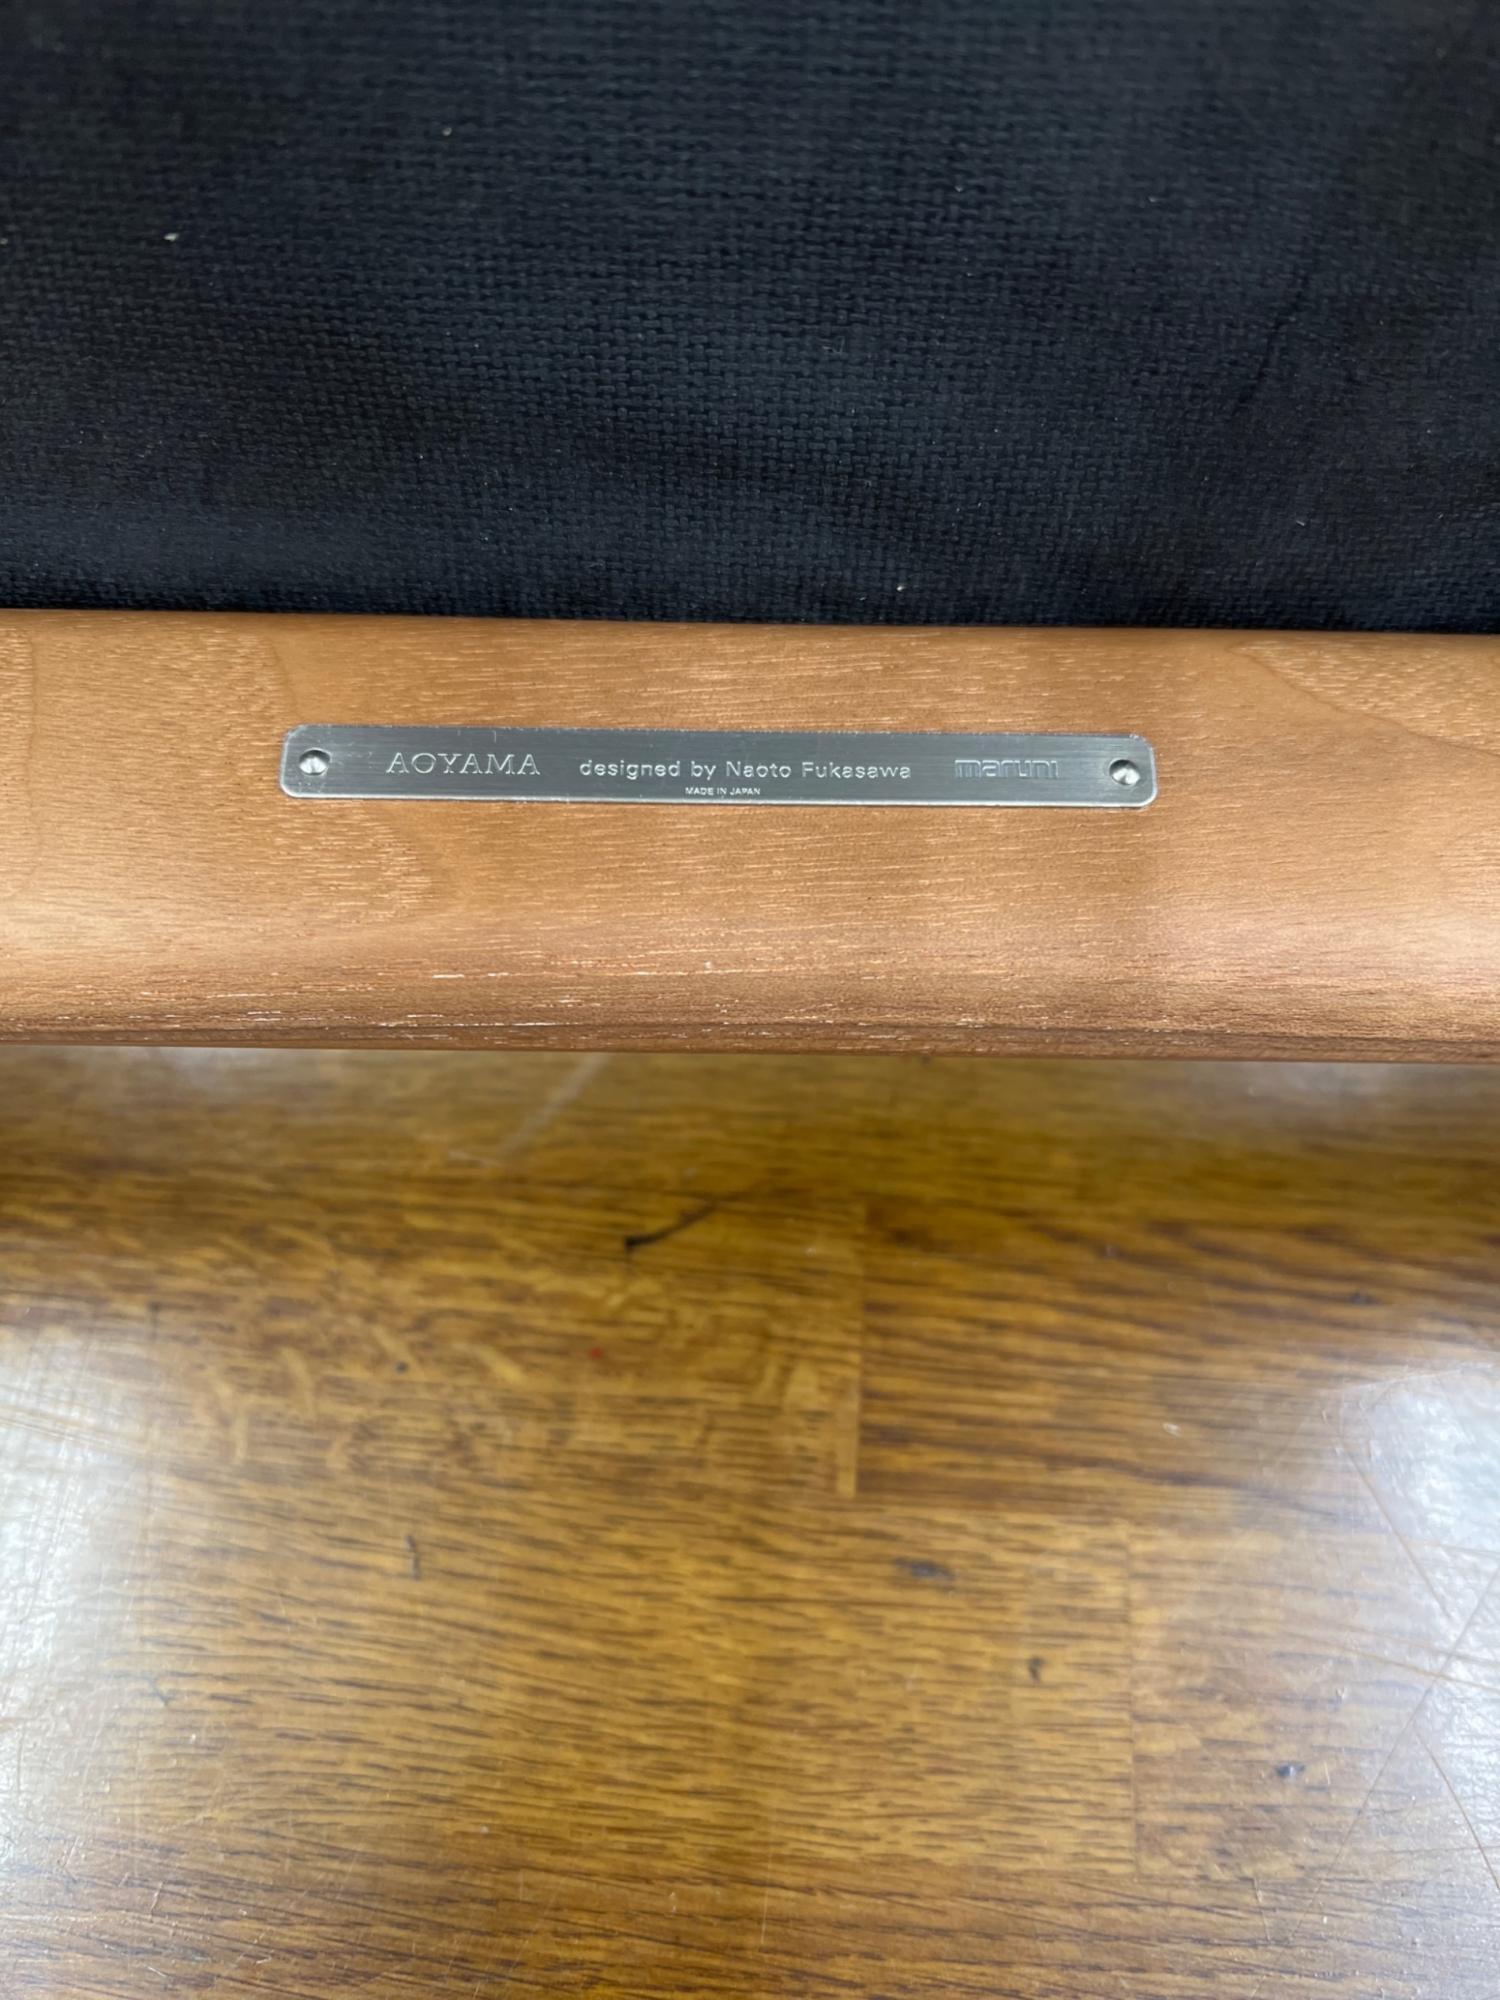 AOYAMA designed by Naoto Fukasawa maruni
MADE IN JAPAN